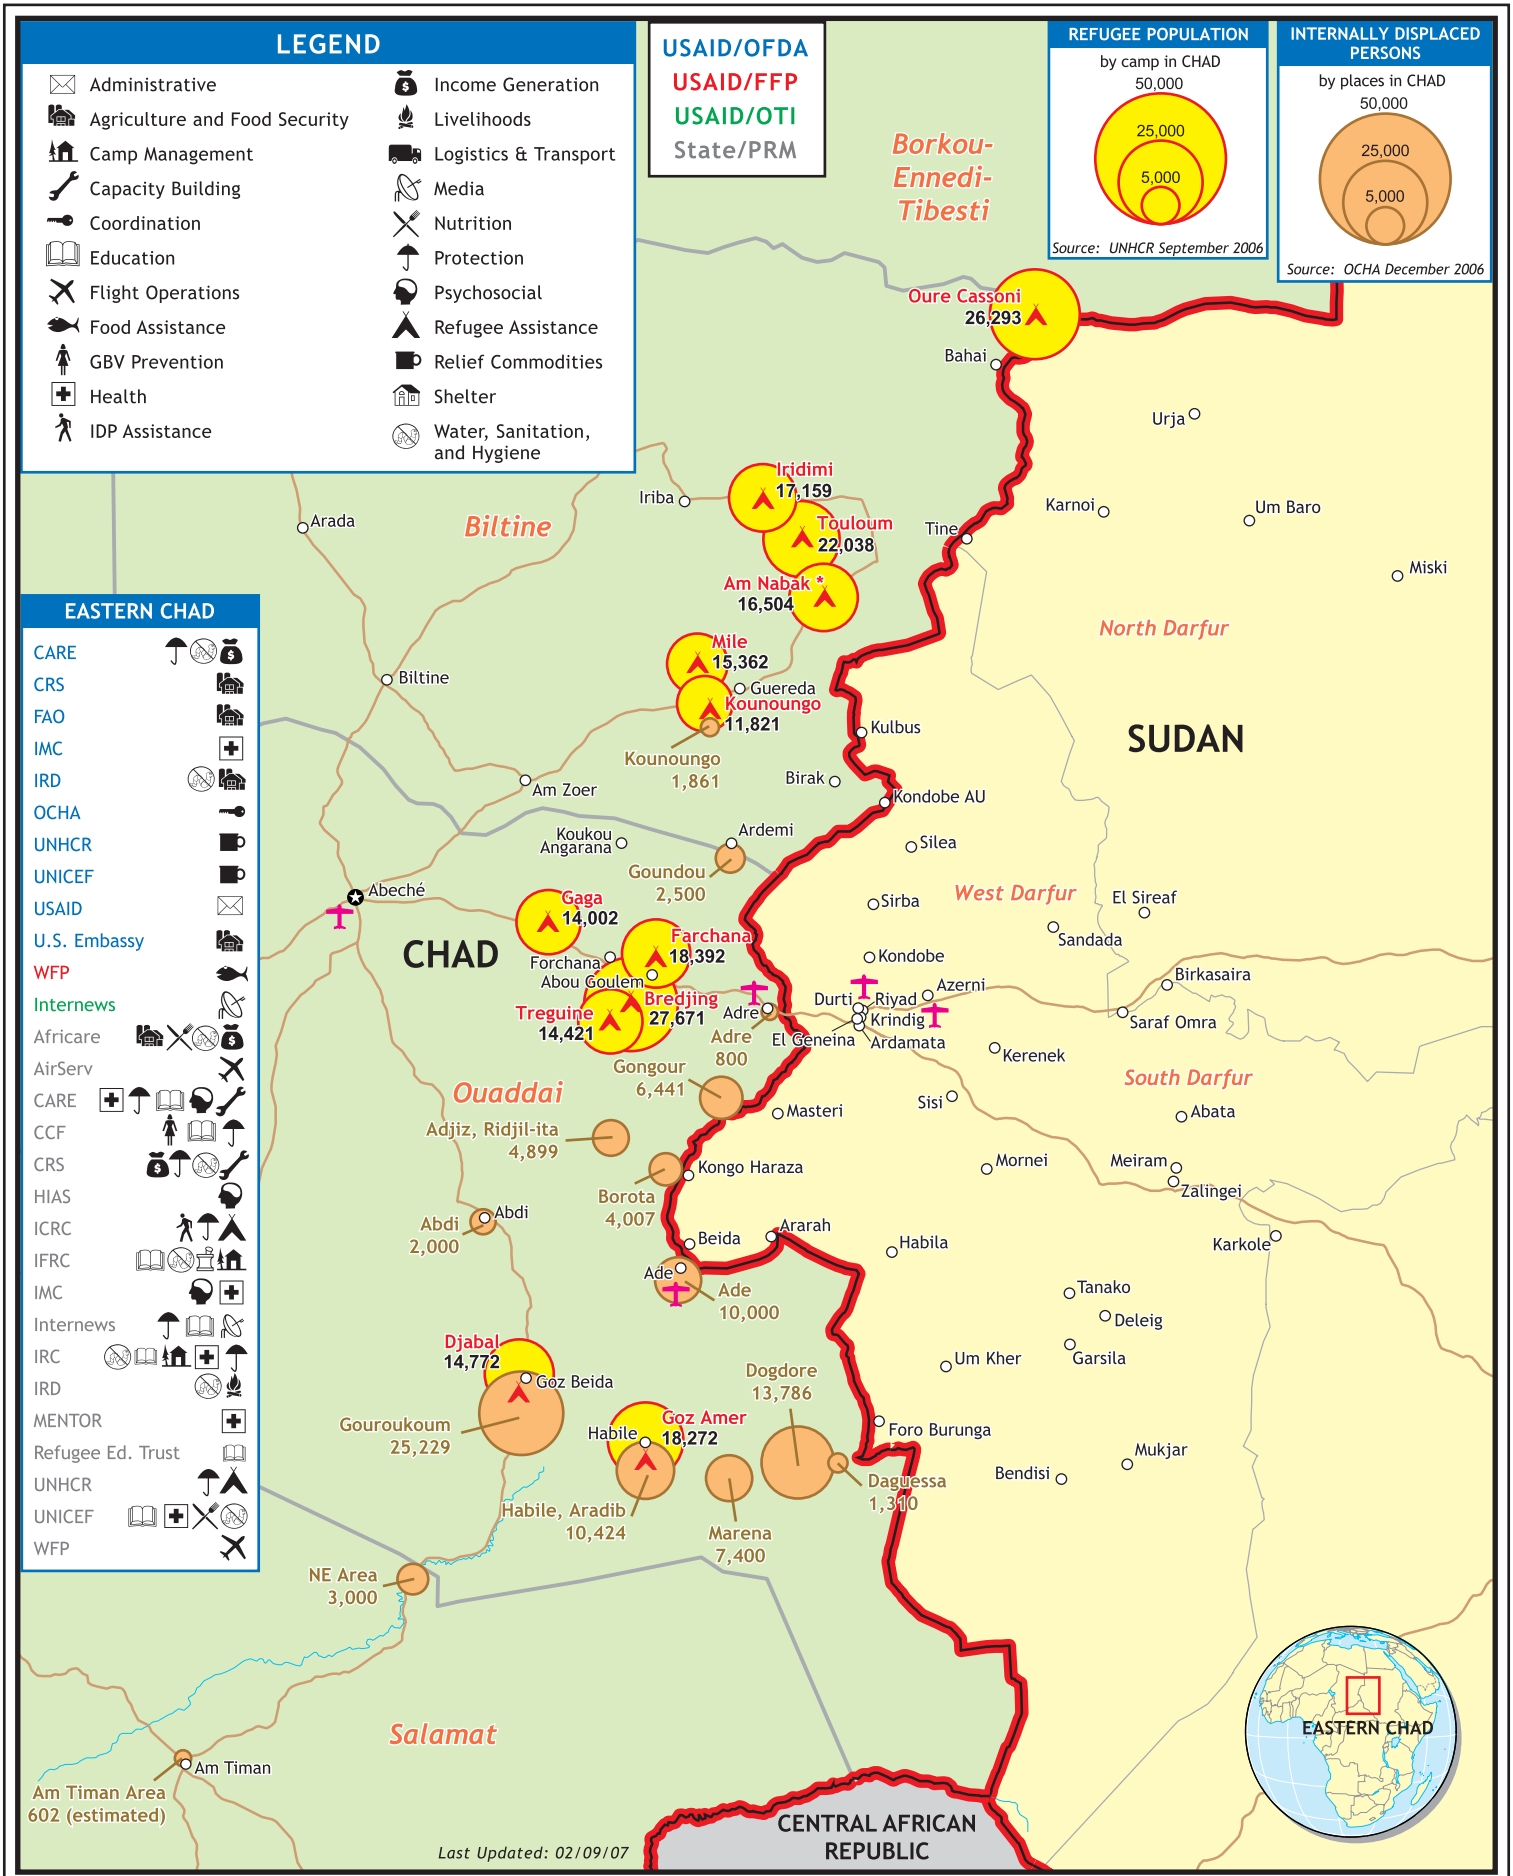 LEGEND
Administrative
Agriculture and Food Security
Camp Management
Capacity Building
Coordination
Education
Flight Operations
Food Assistance
GBV Prevention
Health
IDP Assistance
Income Generation
Livelihoods
Logistics & Transport
Media
Nutrition
Protection
Psychosocial
Refugee Assistance
Relief Commodities
Shelter
Water, Sanitation,
and Hygiene
USAID/OFDA
USAID/FFP
USAID/OTI
State/PRM
REFUGEE POPULATION
by camp in CHAD
50,000
25,000
5,000
Source: UNHCR September 2006
INTERNALLY DISPLACED
PERSONS
by places in CHAD
50,000
25,000
5,000
Source: OCHA December 2006
Borkou-
Ennedi-
Tibesti
Oure Cassoni
26,293
Bahai
Urja
Iridimi
17,159
Iriba
Touloum
22,038
Karnoi
Um Baro
Arada
Biltine
Tine
Miski
Am Nabak *
16,504
North Darfur
Mile
15,362
Biltine
Guereda
Kounoungo
11,821
Kulbus
SUDAN
Kounoungo
1,861
Birak
Am Zoer
Kondobe AU
Koukou
Angarana
Ardemi
Silea
Goundou
2,500
Abeché
West Darfur
El Sireaf
Sirba
Gaga
14,002
Sandada
Farchana
18,392
CHAD
Forchana
Kondobe
Abou Goulem
Birkasaira
Azerni
Bredjing
27,671
Durti
Riyad
Treguine
14,421
Adre
Krindig
Saraf Omra
Adre
800
El Geneina
Ardamata
Kerenek
Gongour
6,441
South Darfur
Ouaddai
Sisi
Masteri
Abata
Adjiz, Ridjil-ita
4,899
Kongo Haraza
Mornei
Meiram
Zalingei
Borota
4,007
Abdi
Abdi
2,000
Beida
Ararah
Habila
Karkole
Ade
Ade
10,000
Tanako
Deleig
Djabal
14,772
Um Kher
Garsila
Goz Beida
Dogdore
13,786
Gouroukoum
25,229
Goz Amer
18,272
Habile
Foro Burunga
Mukjar
Bendisi
Daguessa
1,310
Habile, Aradib
10,424
Marena
7,400
NE Area
3,000
Salamat
Am Timan
Am Timan Area
602 (estimated)
EASTERN CHAD
CARE
CRS
FAO
IMC
IRD
OCHA
UNHCR
UNICEF
USAID
U.S. Embassy
WFP
Internews
Africare
AirServ
CARE
CCF
CRS
HIAS
ICRC
IFRC
IMC
Internews
IRC
IRD
MENTOR
Refugee Ed. Trust
UNHCR
UNICEF
WFP
EASTERN CHAD
CENTRAL AFRICAN
REPUBLIC
Last Updated: 02/09/07